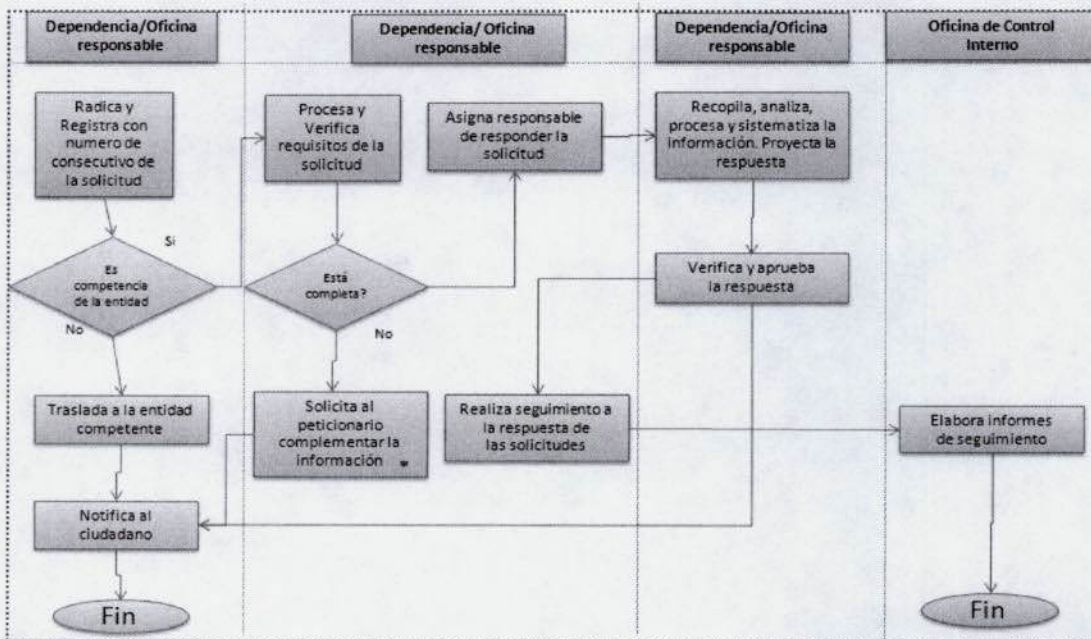 Dependencia/Oficina
responsable
Dependencia/ Oficina
responsable
Dependencia/Oficina
responsable
Oficina de Control
Interno
Radica y
Registra con
numero de
consecutivo de
la solicitud
Procesa y
Verifica
requisitos de la
solicitud
Asigna responsable
de responder la
solicitud
Recopila, analiza,
procesa y sistematiza la
información. Proyecta la
respuesta
Si
Es
competencia
de la entidad
No
Está
completa?
No
Verifica y aprueba
la respuesta
Traslada a la entidad
competente
Solicita al
peticionario
complementar la
información
Realiza seguimiento a
la respuesta de
las solicitudes
Elabora informes
de seguimiento
Notifica al
ciudadano
Fin
Fin